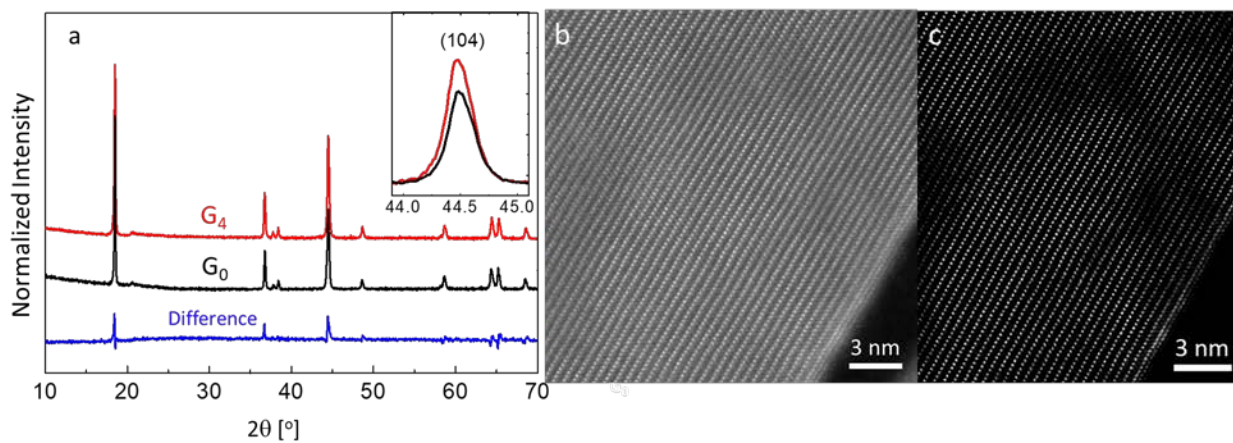 a
(104)
44.0 44.5 45.0
G₄
G₀
Difference
Normalized Intensity
10 20 30 40 50 60 70
2θ [°]
b
3 nm
c
3 nm